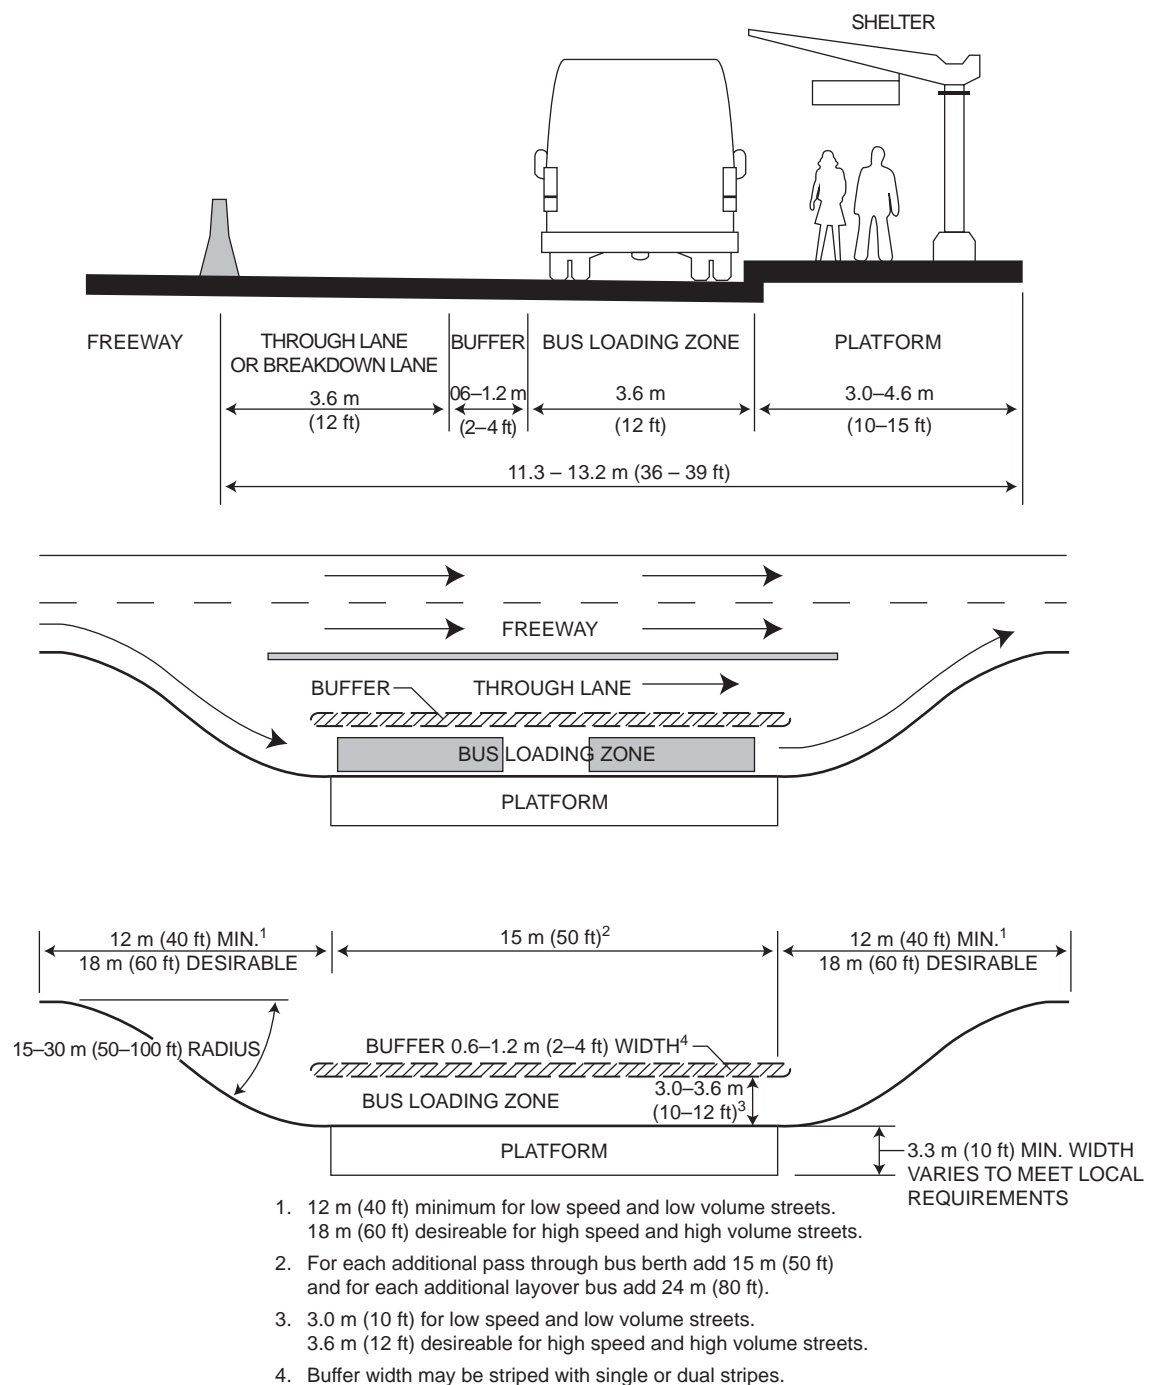 SHELTER
FREEWAY
THROUGH LANE
OR BREAKDOWN LANE
BUFFER
BUS LOADING ZONE
PLATFORM
3.6 m
(12 ft)
06–1.2 m
(2–4 ft)
3.6 m
(12 ft)
3.0–4.6 m
(10–15 ft)
11.3 – 13.2 m (36 – 39 ft)
FREEWAY
BUFFER
THROUGH LANE
BUS LOADING ZONE
PLATFORM
12 m (40 ft) MIN.1
18 m (60 ft) DESIRABLE
15 m (50 ft)2
12 m (40 ft) MIN.1
18 m (60 ft) DESIRABLE
15–30 m (50–100 ft) RADIUS
BUFFER 0.6–1.2 m (2–4 ft) WIDTH4
BUS LOADING ZONE
3.0–3.6 m
(10–12 ft)3
PLATFORM
3.3 m (10 ft) MIN. WIDTH
VARIES TO MEET LOCAL
REQUIREMENTS
1. 12 m (40 ft) minimum for low speed and low volume streets.
18 m (60 ft) desireable for high speed and high volume streets.
2. For each additional pass through bus berth add 15 m (50 ft)
and for each additional layover bus add 24 m (80 ft).
3. 3.0 m (10 ft) for low speed and low volume streets.
3.6 m (12 ft) desireable for high speed and high volume streets.
4. Buffer width may be striped with single or dual stripes.